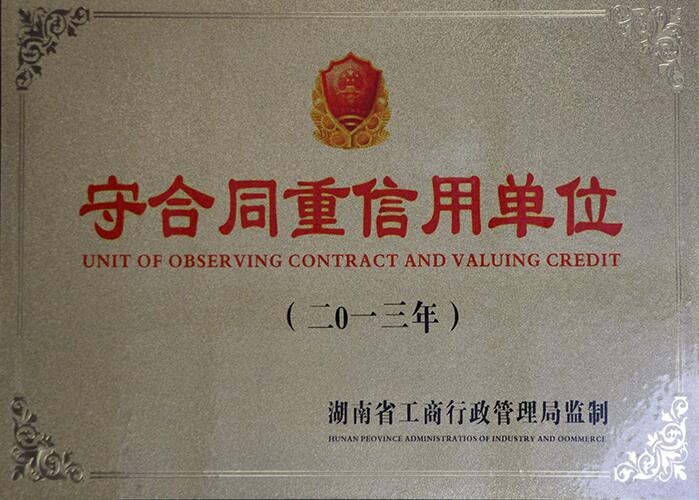 守合同重信用单位
UNIT OF OBSERVING CONTRACT AND VALUING CREDIT
（二0一三年）
湖南省工商行政管理局监制
HUNAN PEOVINCE ADMINISTRATIOS OF INDUSTRY AND OOMMERCE